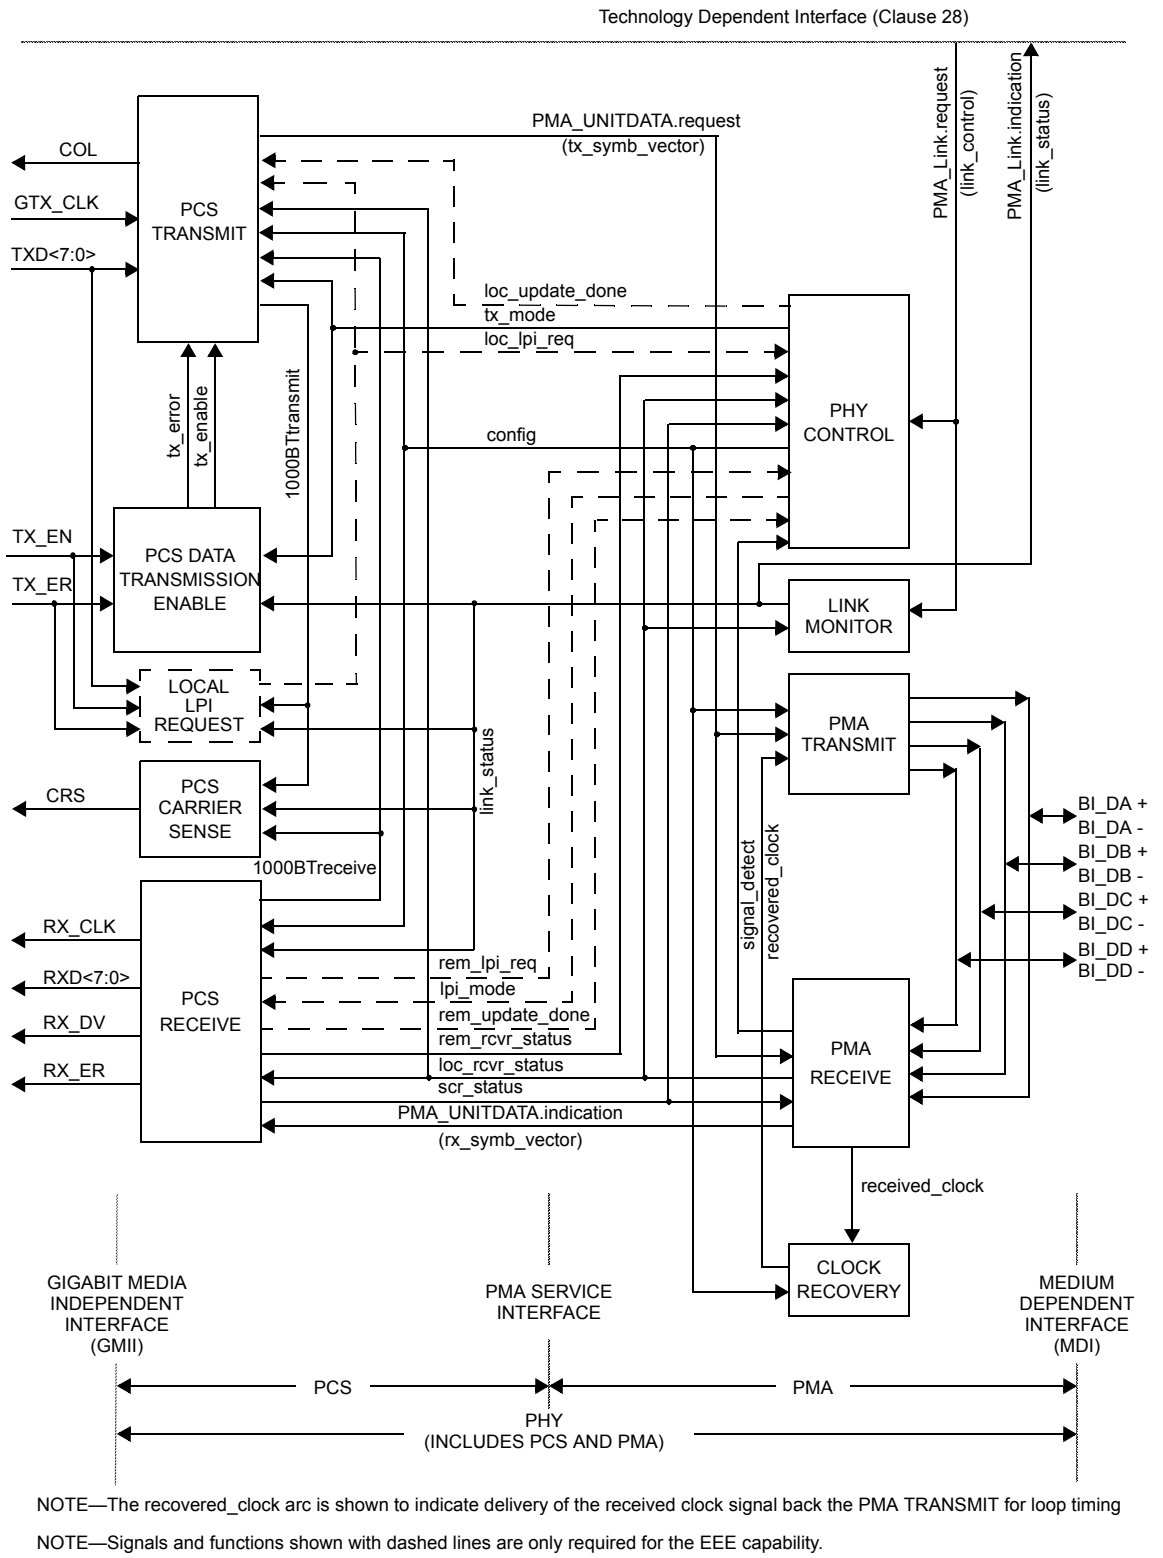 Technology Dependent Interface (Clause 28)
PMA_Link.request
(link_control)
PMA_Link.indication
(link_status)
PMA_UNITDATA.request
(tx_symb_vector)
COL
GTX_CLK
TXD<7:0>
PCS
TRANSMIT
loc_update_done
tx_mode
loc_lpi_req
PHY
CONTROL
tx_error
tx_enable
1000BTtransmit
config
TX_EN
TX_ER
PCS DATA
TRANSMISSION
ENABLE
LINK
MONITOR
LOCAL
LPI
REQUEST
link_status
PMA
TRANSMIT
CRS
PCS
CARRIER
SENSE
1000BTreceive
signal_detect
recovered_clock
BI_DA +
BI_DA -
BI_DB +
BI_DB -
BI_DC +
BI_DC -
BI_DD +
BI_DD -
RX_CLK
RXD<7:0>
RX_DV
RX_ER
PCS
RECEIVE
rem_lpi_req
lpi_mode
rem_update_done
rem_rcvr_status
loc_rcvr_status
scr_status
PMA_UNITDATA.indication
(rx_symb_vector)
PMA
RECEIVE
received_clock
CLOCK
RECOVERY
GIGABIT MEDIA
INDEPENDENT
INTERFACE
(GMII)
PMA SERVICE
INTERFACE
MEDIUM
DEPENDENT
INTERFACE
(MDI)
PCS
PMA
PHY
(INCLUDES PCS AND PMA)
NOTE—The recovered_clock arc is shown to indicate delivery of the received clock signal back the PMA TRANSMIT for loop timing
NOTE—Signals and functions shown with dashed lines are only required for the EEE capability.